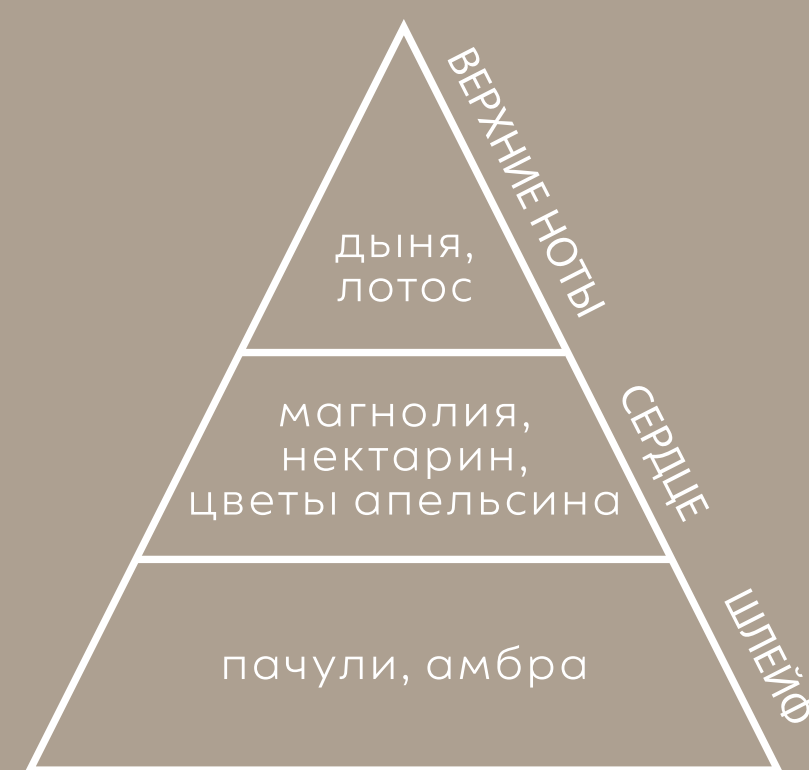 ВЕРХНИЕ НОТЫ
дыня,
лотос
СЕРДЦЕ
магнолия,
нектарин,
цветы апельсина
ШЛЕЙФ
пачули, амбра